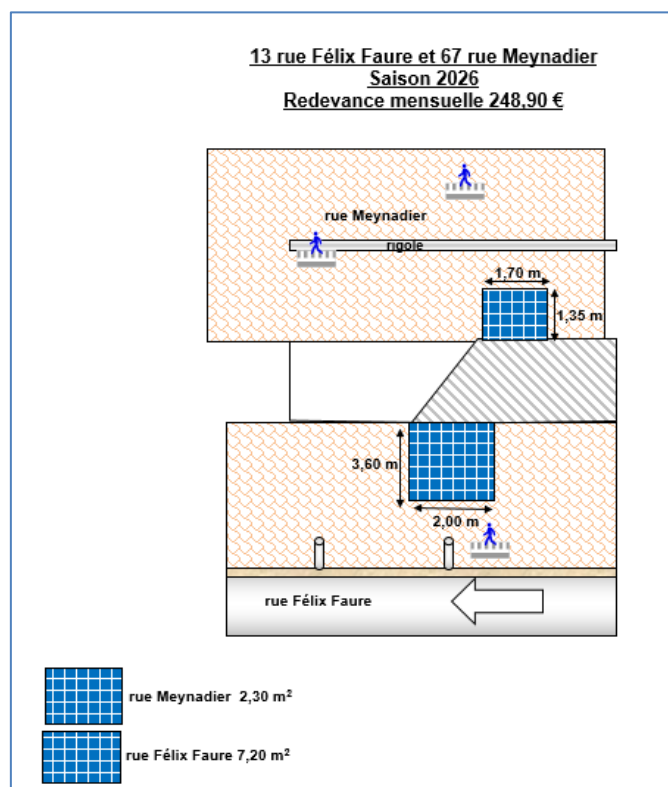 13 rue Félix Faure et 67 rue Meynadier
Saison 2026
Redevance mensuelle 248,90 €
rue Meynadier
rigole
1,70 m
1,35 m
3,60 m
2,00 m
rue Félix Faure
rue Meynadier 2,30 m²
rue Félix Faure 7,20 m²